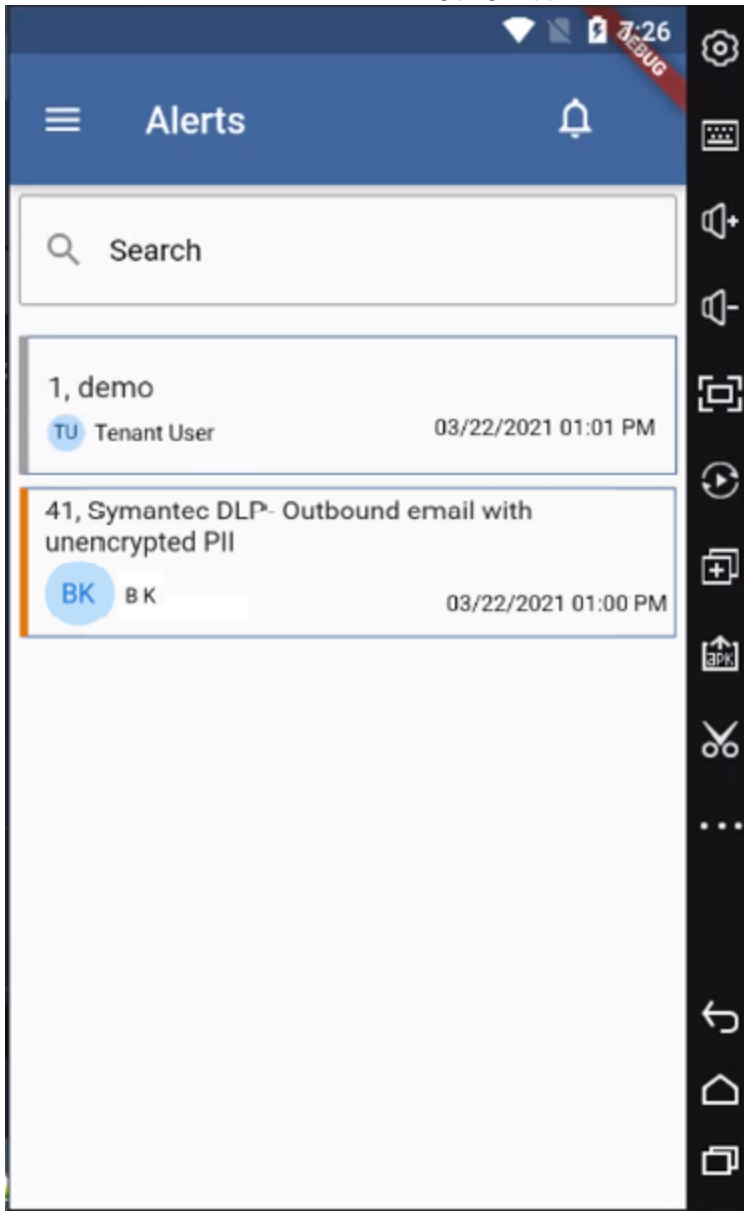 7:26
DEBUG
Alerts
Search
1, demo
TU Tenant User
03/22/2021 01:01 PM
41, Symantec DLP- Outbound email with
unencrypted PII
BK B K
03/22/2021 01:00 PM
APK